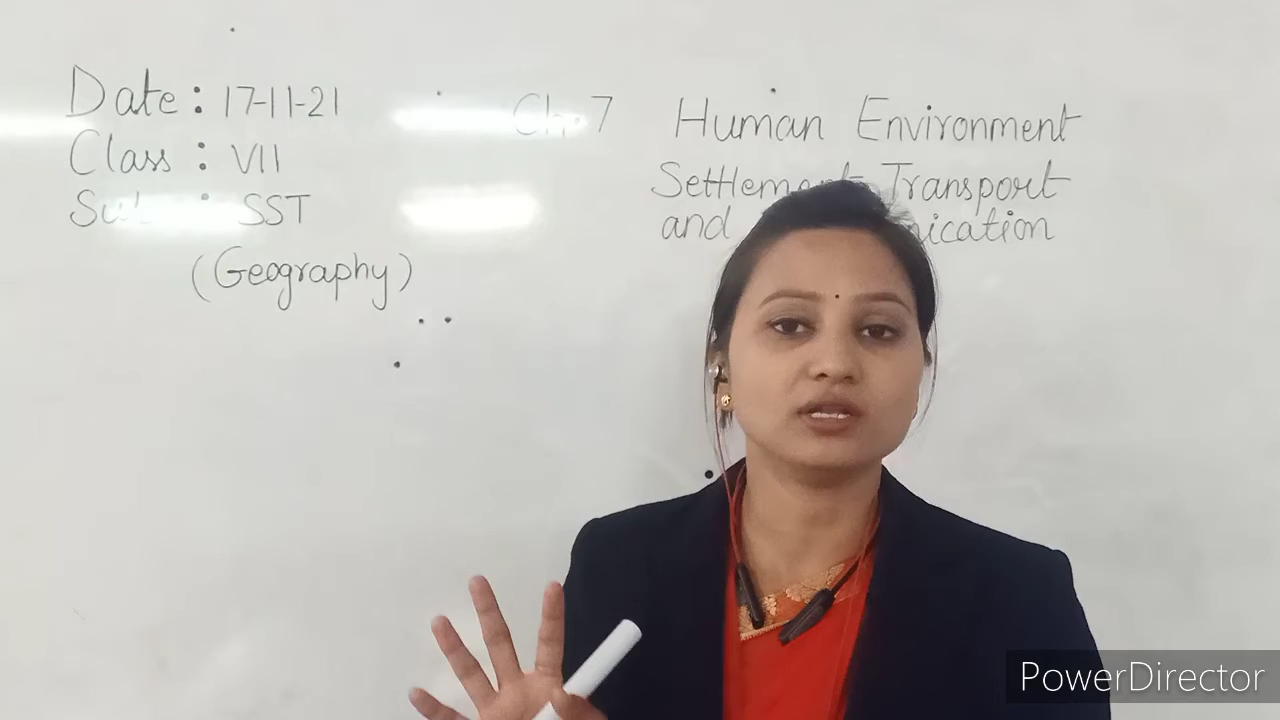 Date : 17-11-21
Class : VII
: SST
(Geography)
Ch.7 Human Environment
Transport
and
PowerDirector